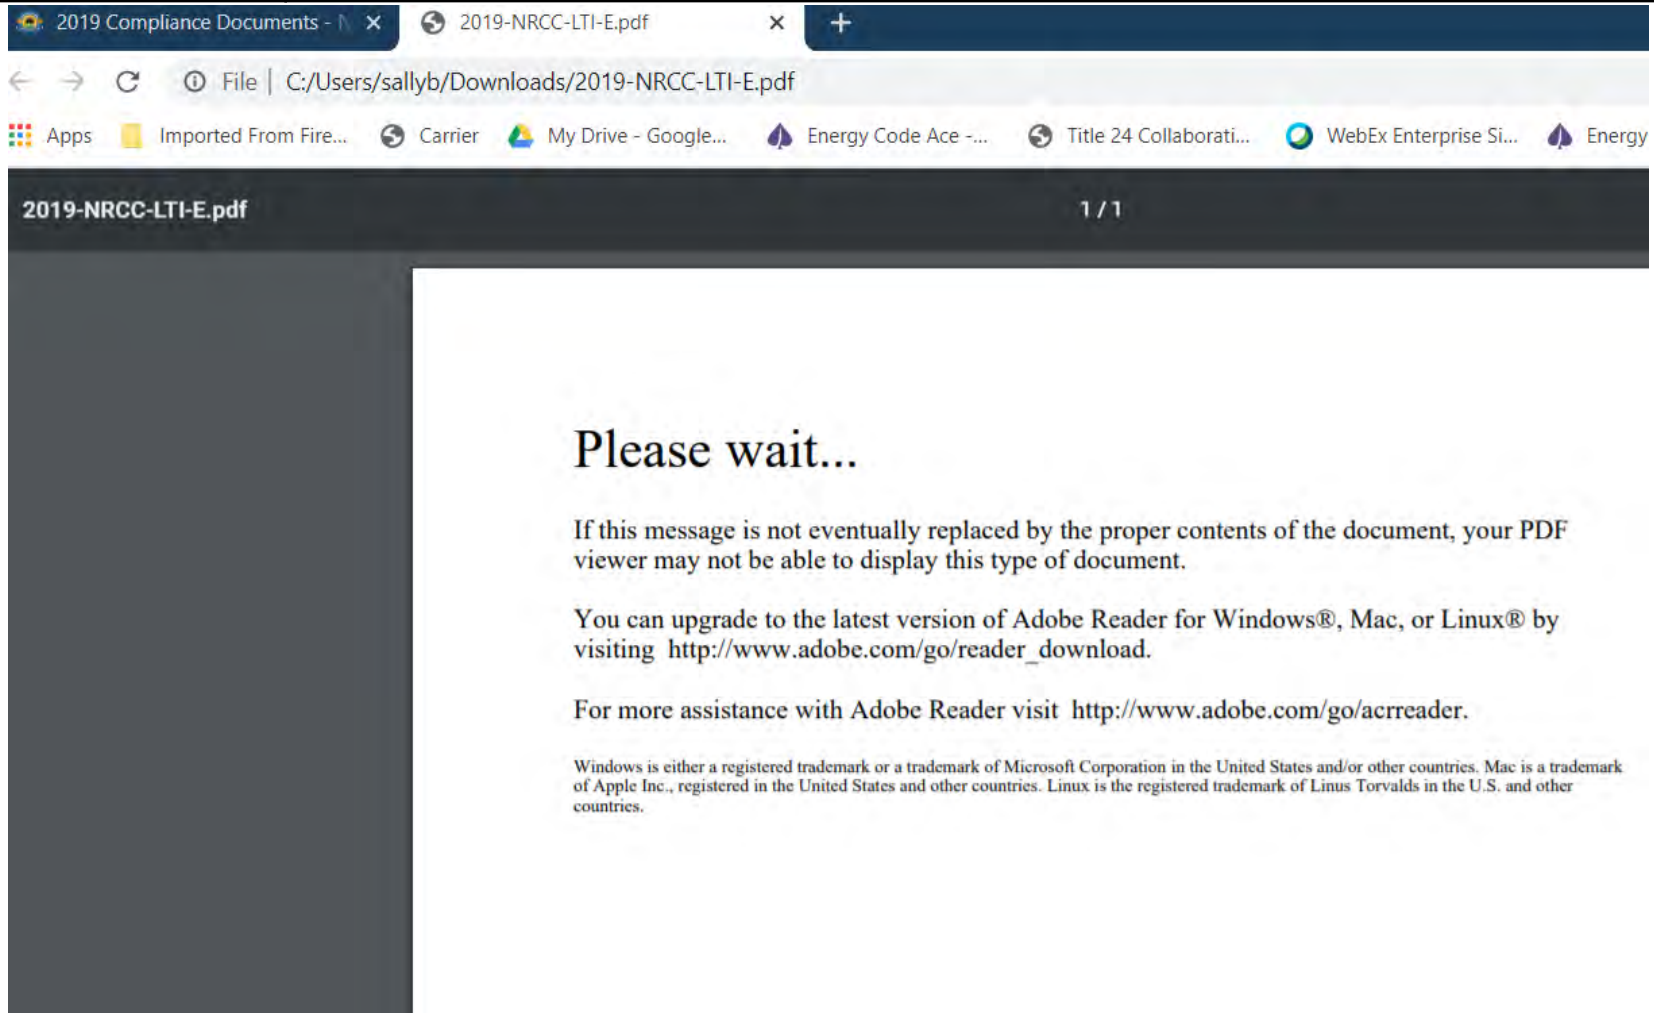 2019 Compliance Documents -
2019-NRCC-LTI-E.pdf
File | C:/Users/sallyb/Downloads/2019-NRCC-LTI-E.pdf
Apps Imported From Fire... Carrier My Drive - Google... Energy Code Ace -... Title 24 Collaborati... WebEx Enterprise Si... Energy
2019-NRCC-LTI-E.pdf 1 / 1
Please wait...
If this message is not eventually replaced by the proper contents of the document, your PDF
viewer may not be able to display this type of document.
You can upgrade to the latest version of Adobe Reader for Windows®, Mac, or Linux® by
visiting http://www.adobe.com/go/reader_download.
For more assistance with Adobe Reader visit http://www.adobe.com/go/acrreader.
Windows is either a registered trademark or a trademark of Microsoft Corporation in the United States and/or other countries. Mac is a trademark
of Apple Inc., registered in the United States and other countries. Linux is the registered trademark of Linus Torvalds in the U.S. and other
countries.